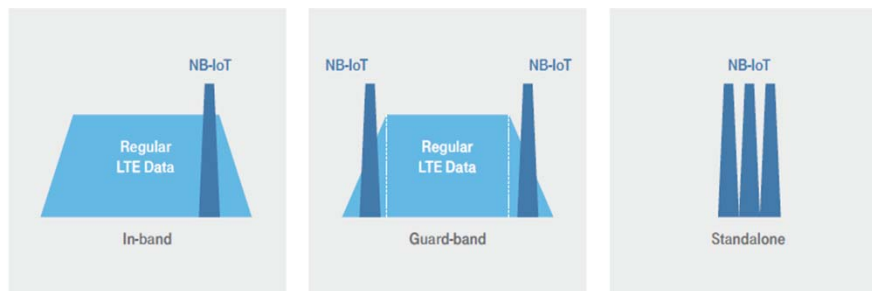 NB-IoT
Regular
LTE Data
In-band
NB-IoT
NB-IoT
Regular
LTE Data
Guard-band
NB-IoT
Standalone